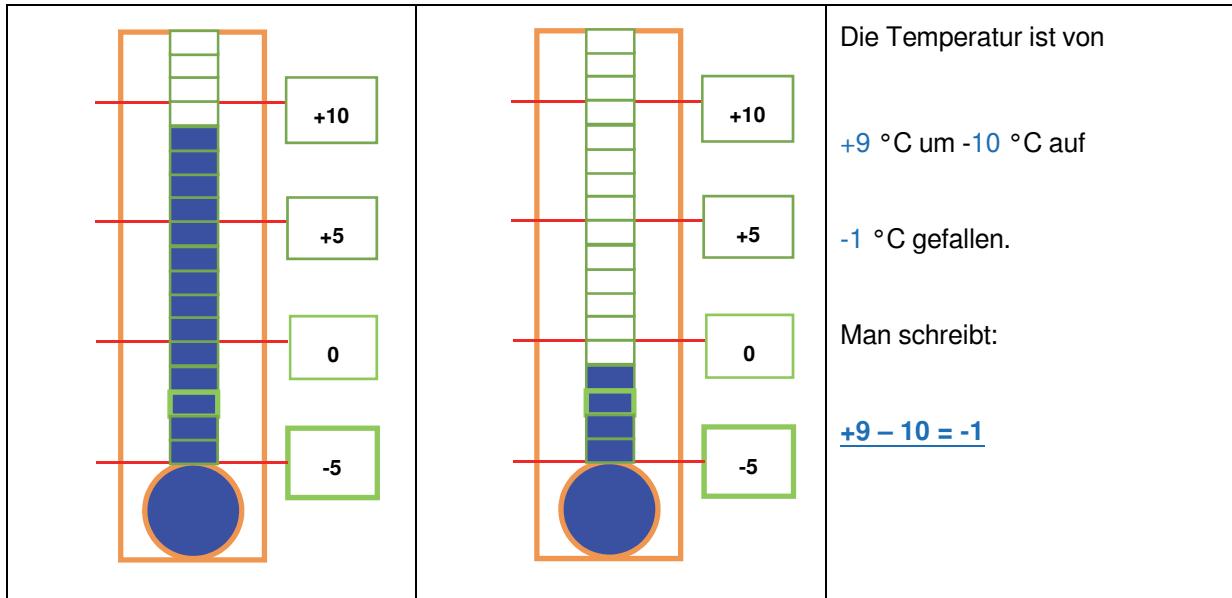 +10
+5
0
-5
+10
+5
0
-5
Die Temperatur ist von
+9 °C um -10 °C auf
-1 °C gefallen.
Man schreibt:
+9 – 10 = -1